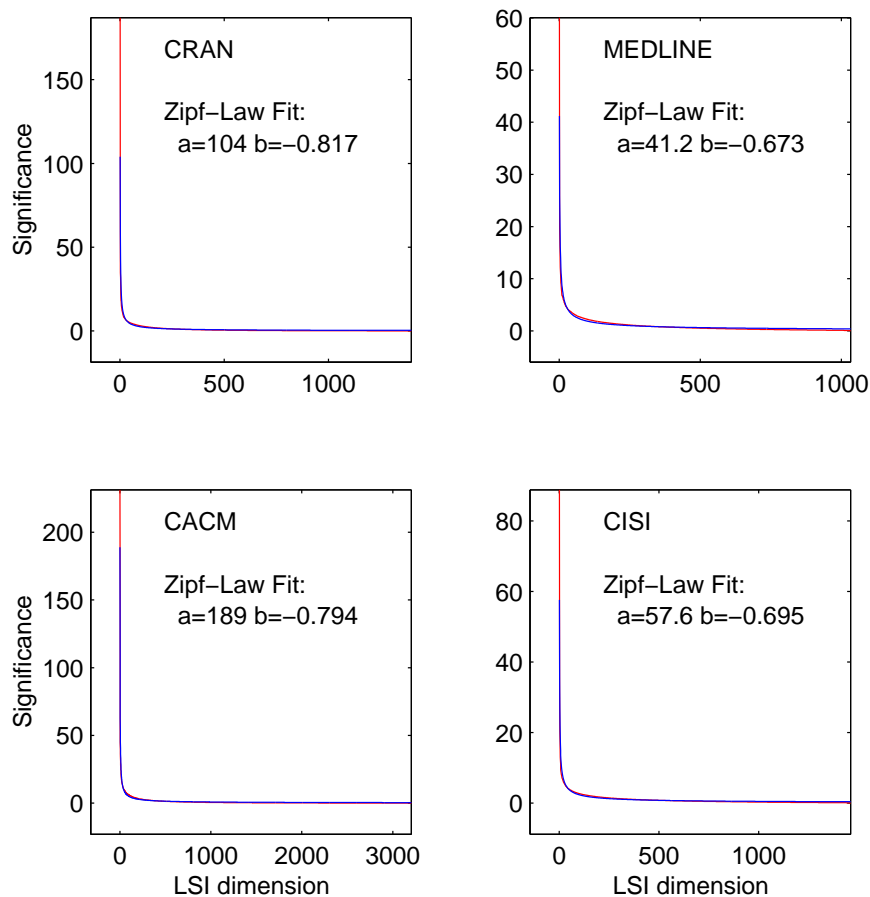 CRAN
Zipf−Law Fit:
a=104 b=−0.817
Significance
150
100
50
0
0 500 1000
MEDLINE
Zipf−Law Fit:
a=41.2 b=−0.673
60
50
40
30
20
10
0
0 500 1000
CACM
Zipf−Law Fit:
a=189 b=−0.794
Significance
200
150
100
50
0
0 1000 2000 3000
LSI dimension
CISI
Zipf−Law Fit:
a=57.6 b=−0.695
80
60
40
20
0
0 500 1000
LSI dimension